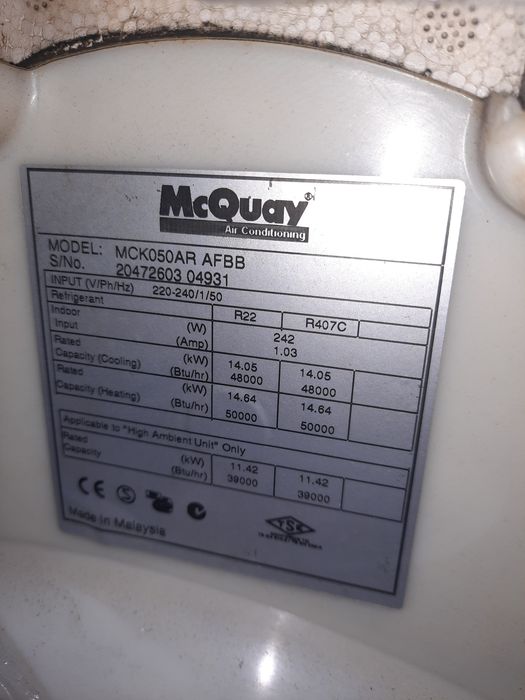 McQuay®
Air Conditioning
MODEL: MCK050AR AFBB
S/No. 20472603 04931
INPUT (V/Ph/Hz) 220-240/1/50
Refrigerant R22 R407C
Indoor
Input (W) 242
Rated (Amp) 1.03
Capacity (Cooling) (kW) 14.05 14.05
Rated (Btu/hr) 48000 48000
Capacity (Heating) (kW) 14.64 14.64
(Btu/hr) 50000 50000
Applicable to "High Ambient Unit" Only
Rated
Capacity (kW) 11.42 11.42
(Btu/hr) 39000 39000
CE S
TSE
Made in Malaysia